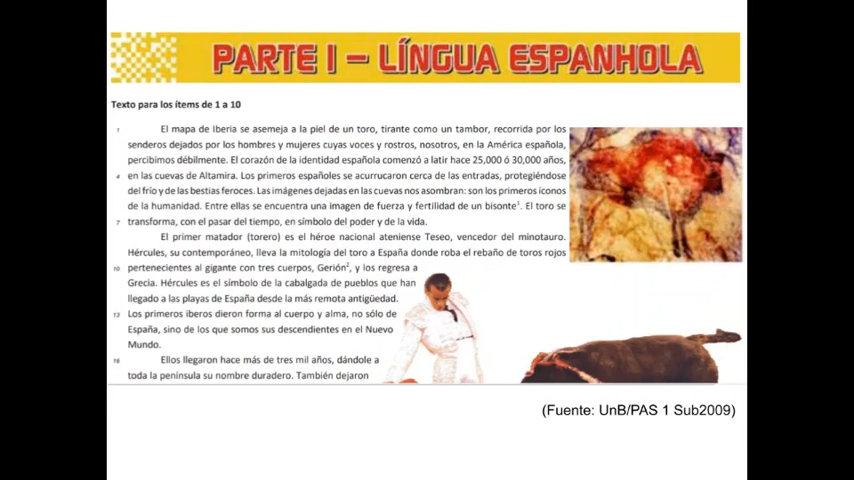 PARTE I – LÍNGUA ESPANHOLA
Texto para los ítems de 1 a 10
1 El mapa de Iberia se asemeja a la piel de un toro, tirante como un tambor, recorrida por los
senderos dejados por los hombres y mujeres cuyas voces y rostros, nosotros, en la América española,
percibimos débilmente. El corazón de la identidad española comenzó a latir hace 25,000 ó 30,000 años,
4 en las cuevas de Altamira. Los primeros españoles se acurrucaron cerca de las entradas, protegiéndose
del frío y de las bestias feroces. Las imágenes dejadas en las cuevas nos asombran: son los primeros íconos
de la humanidad. Entre ellas se encuentra una imagen de fuerza y fertilidad de un bisonte¹. El toro se
7 transforma, con el pasar del tiempo, en símbolo del poder y de la vida.
El primer matador (torero) es el héroe nacional ateniense Teseo, vencedor del minotauro.
Hércules, su contemporáneo, lleva la mitología del toro a España donde roba el rebaño de toros rojos
10 pertenecientes al gigante con tres cuerpos, Gerión², y los regresa a
Grecia. Hércules es el símbolo de la cabalgada de pueblos que han
llegado a las playas de España desde la más remota antigüedad.
13 Los primeros iberos dieron forma al cuerpo y alma, no sólo de
España, sino de los que somos sus descendientes en el Nuevo
Mundo.
16 Ellos llegaron hace más de tres mil años, dándole a
toda la península su nombre duradero. También dejaron
(Fuente: UnB/PAS 1 Sub2009)